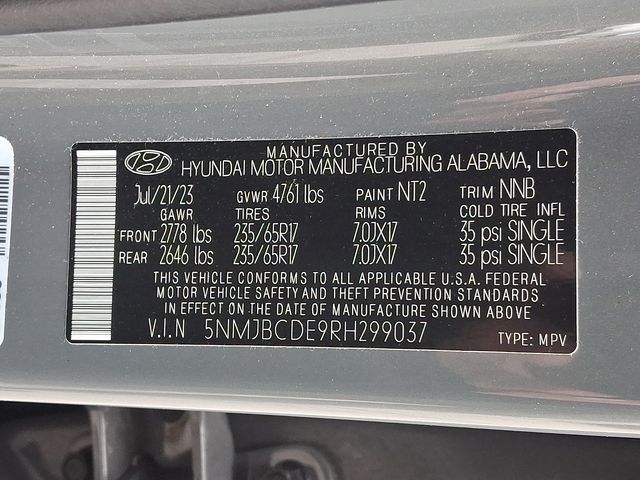 MANUFACTURED BY
HYUNDAI MOTOR MANUFACTURING ALABAMA, LLC
Jul/21/23 GVWR 4761 lbs PAINT NT2 TRIM NNB
GAWR TIRES RIMS COLD TIRE INFL
FRONT 2778 lbs 235/65R17 7.0JX17 35 psi SINGLE
REAR 2646 lbs 235/65R17 7.0JX17 35 psi SINGLE
THIS VEHICLE CONFORMS TO ALL APPLICABLE U.S.A. FEDERAL
MOTOR VEHICLE SAFETY AND THEFT PREVENTION STANDARDS
IN EFFECT ON THE DATE OF MANUFACTURE SHOWN ABOVE
V.I.N 5NMJBCDE9RH299037 TYPE: MPV